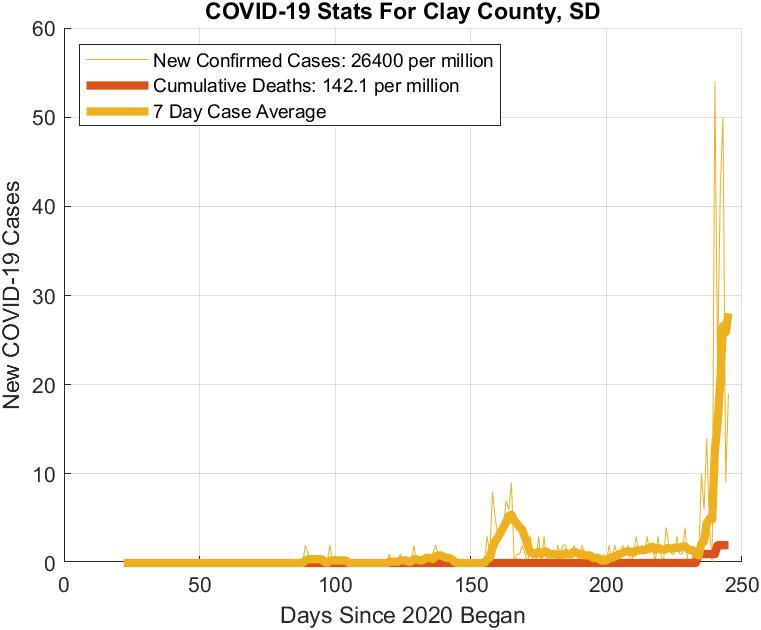 COVID-19 Stats For Clay County, SD
60
New Confirmed Cases: 26400 per million
Cumulative Deaths: 142.1 per million
7 Day Case Average
50
40
30
20
10
0
New COVID-19 Cases
0 50 100 150 200 250
Days Since 2020 Began